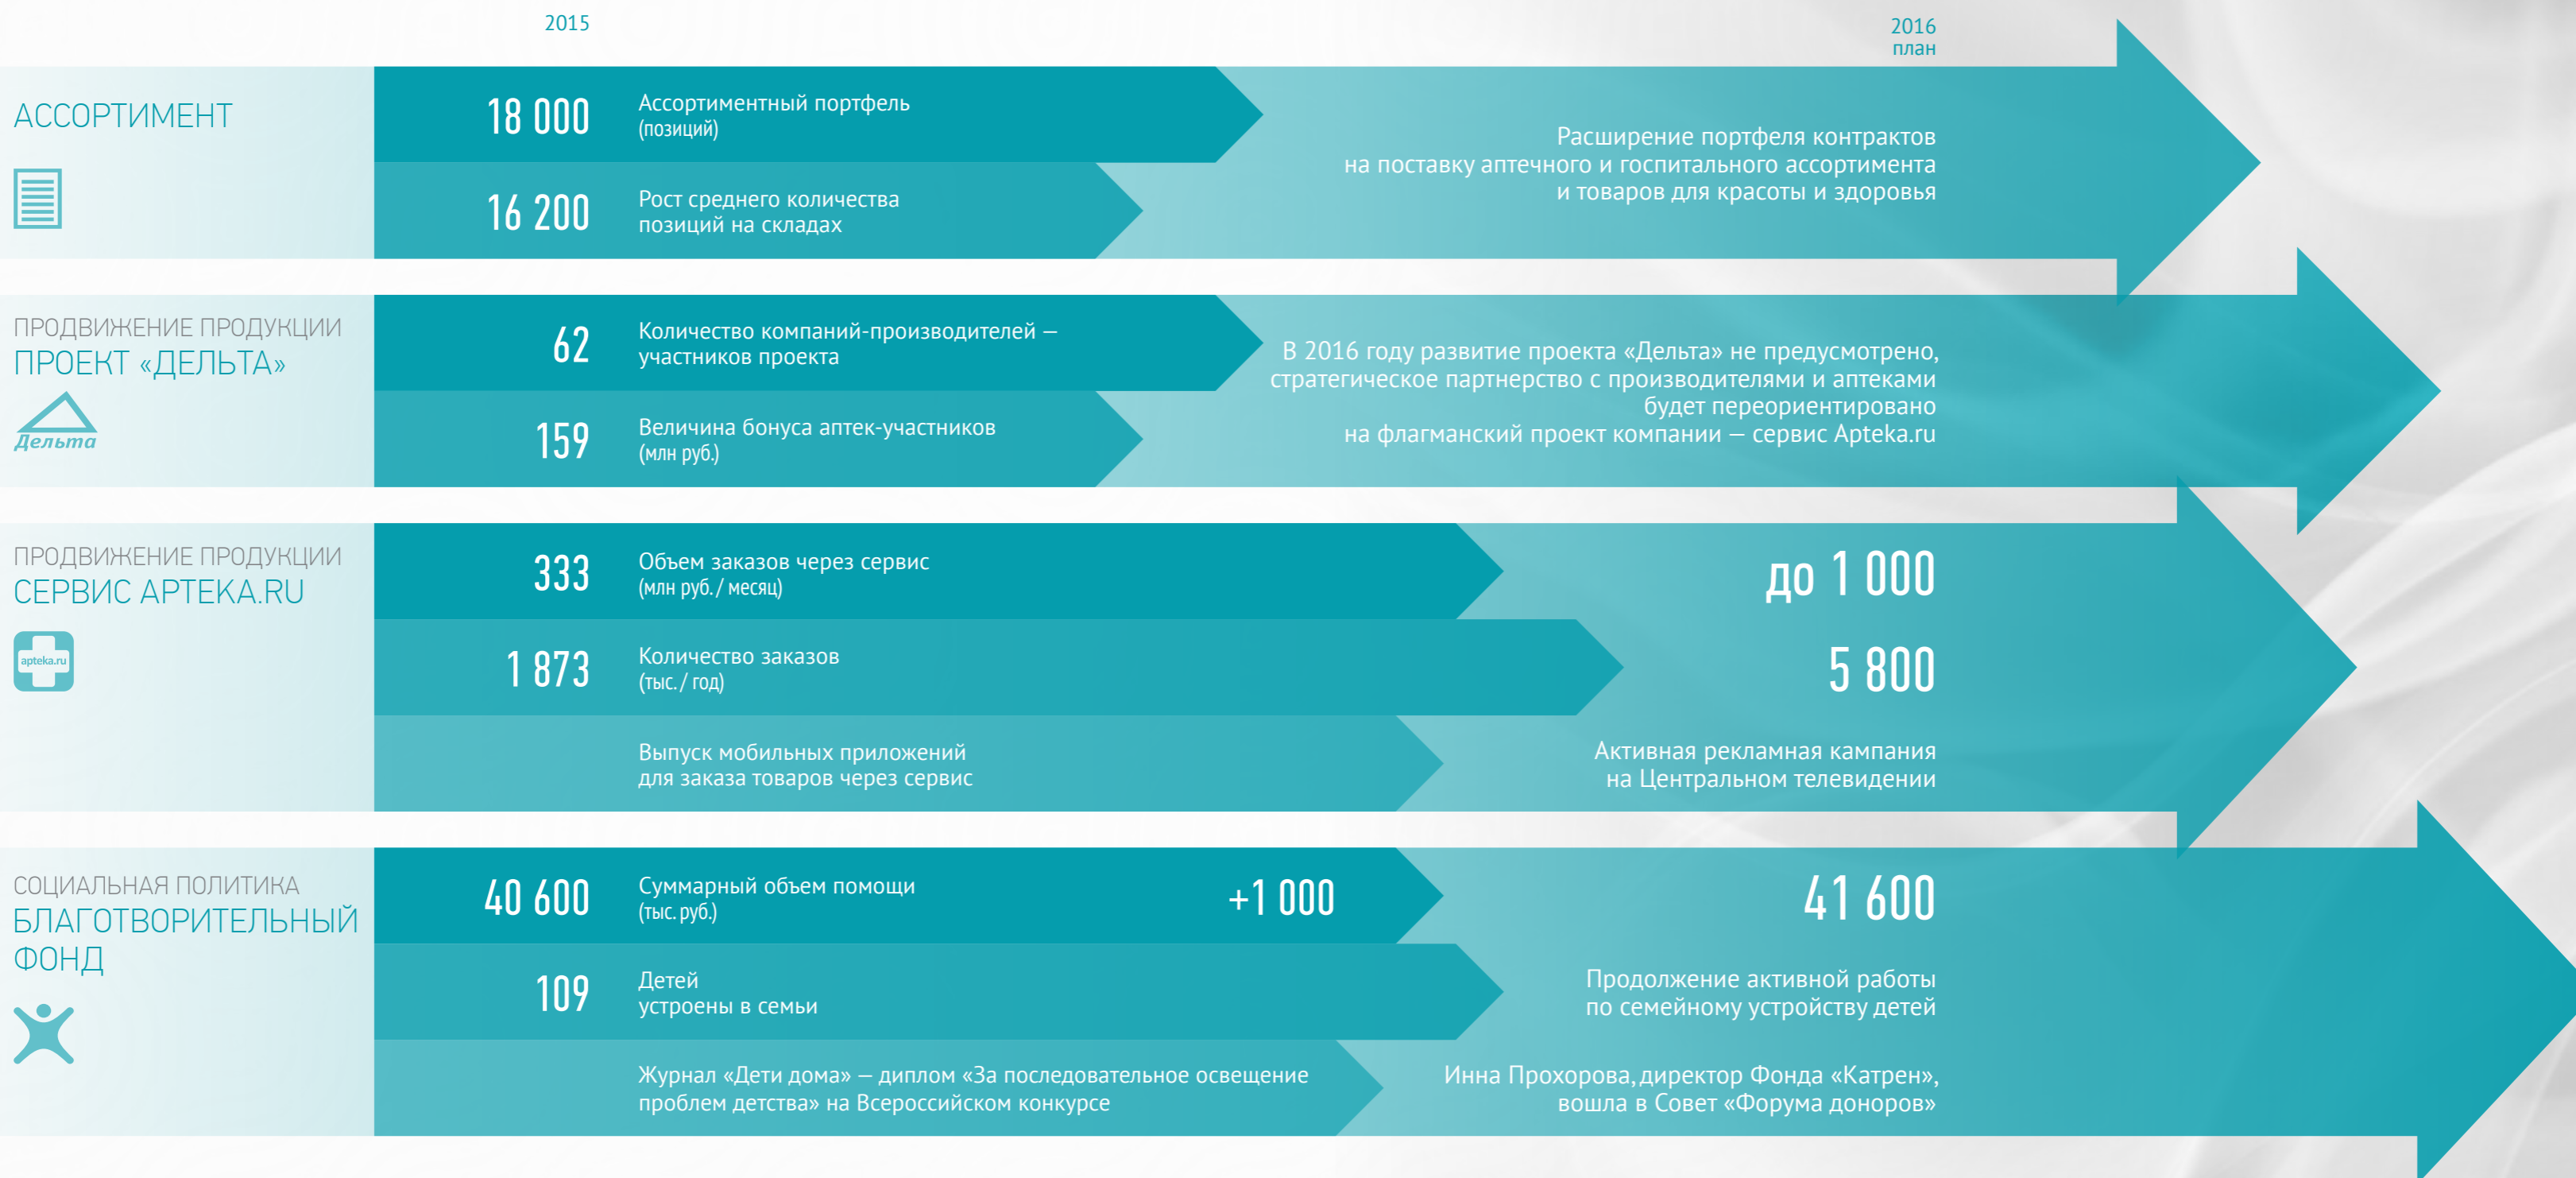 2015
2016
план
АССОРТИМЕНТ
18 000
Ассортиментный портфель
(позиций)
16 200
Рост среднего количества
позиций на складах
Расширение портфеля контрактов
на поставку аптечного и госпитального ассортимента
и товаров для красоты и здоровья
ПРОДВИЖЕНИЕ ПРОДУКЦИИ
ПРОЕКТ «ДЕЛЬТА»
Дельта
62
Количество компаний-производителей —
участников проекта
159
Величина бонуса аптек-участников
(млн руб.)
В 2016 году развитие проекта «Дельта» не предусмотрено,
стратегическое партнерство с производителями и аптеками
будет переориентировано
на флагманский проект компании — сервис Apteka.ru
ПРОДВИЖЕНИЕ ПРОДУКЦИИ
СЕРВИС APTEKA.RU
apteka.ru
333
Объем заказов через сервис
(млн руб. / месяц)
до 1 000
1 873
Количество заказов
(тыс. / год)
5 800
Выпуск мобильных приложений
для заказа товаров через сервис
Активная рекламная кампания
на Центральном телевидении
СОЦИАЛЬНАЯ ПОЛИТИКА
БЛАГОТВОРИТЕЛЬНЫЙ
ФОНД
40 600
Суммарный объем помощи
(тыс. руб.)
+1 000
41 600
109
Детей
устроены в семьи
Продолжение активной работы
по семейному устройству детей
Журнал «Дети дома» — диплом «За последовательное освещение
проблем детства» на Всероссийском конкурсе
Инна Прохорова, директор Фонда «Катрен»,
вошла в Совет «Форума доноров»